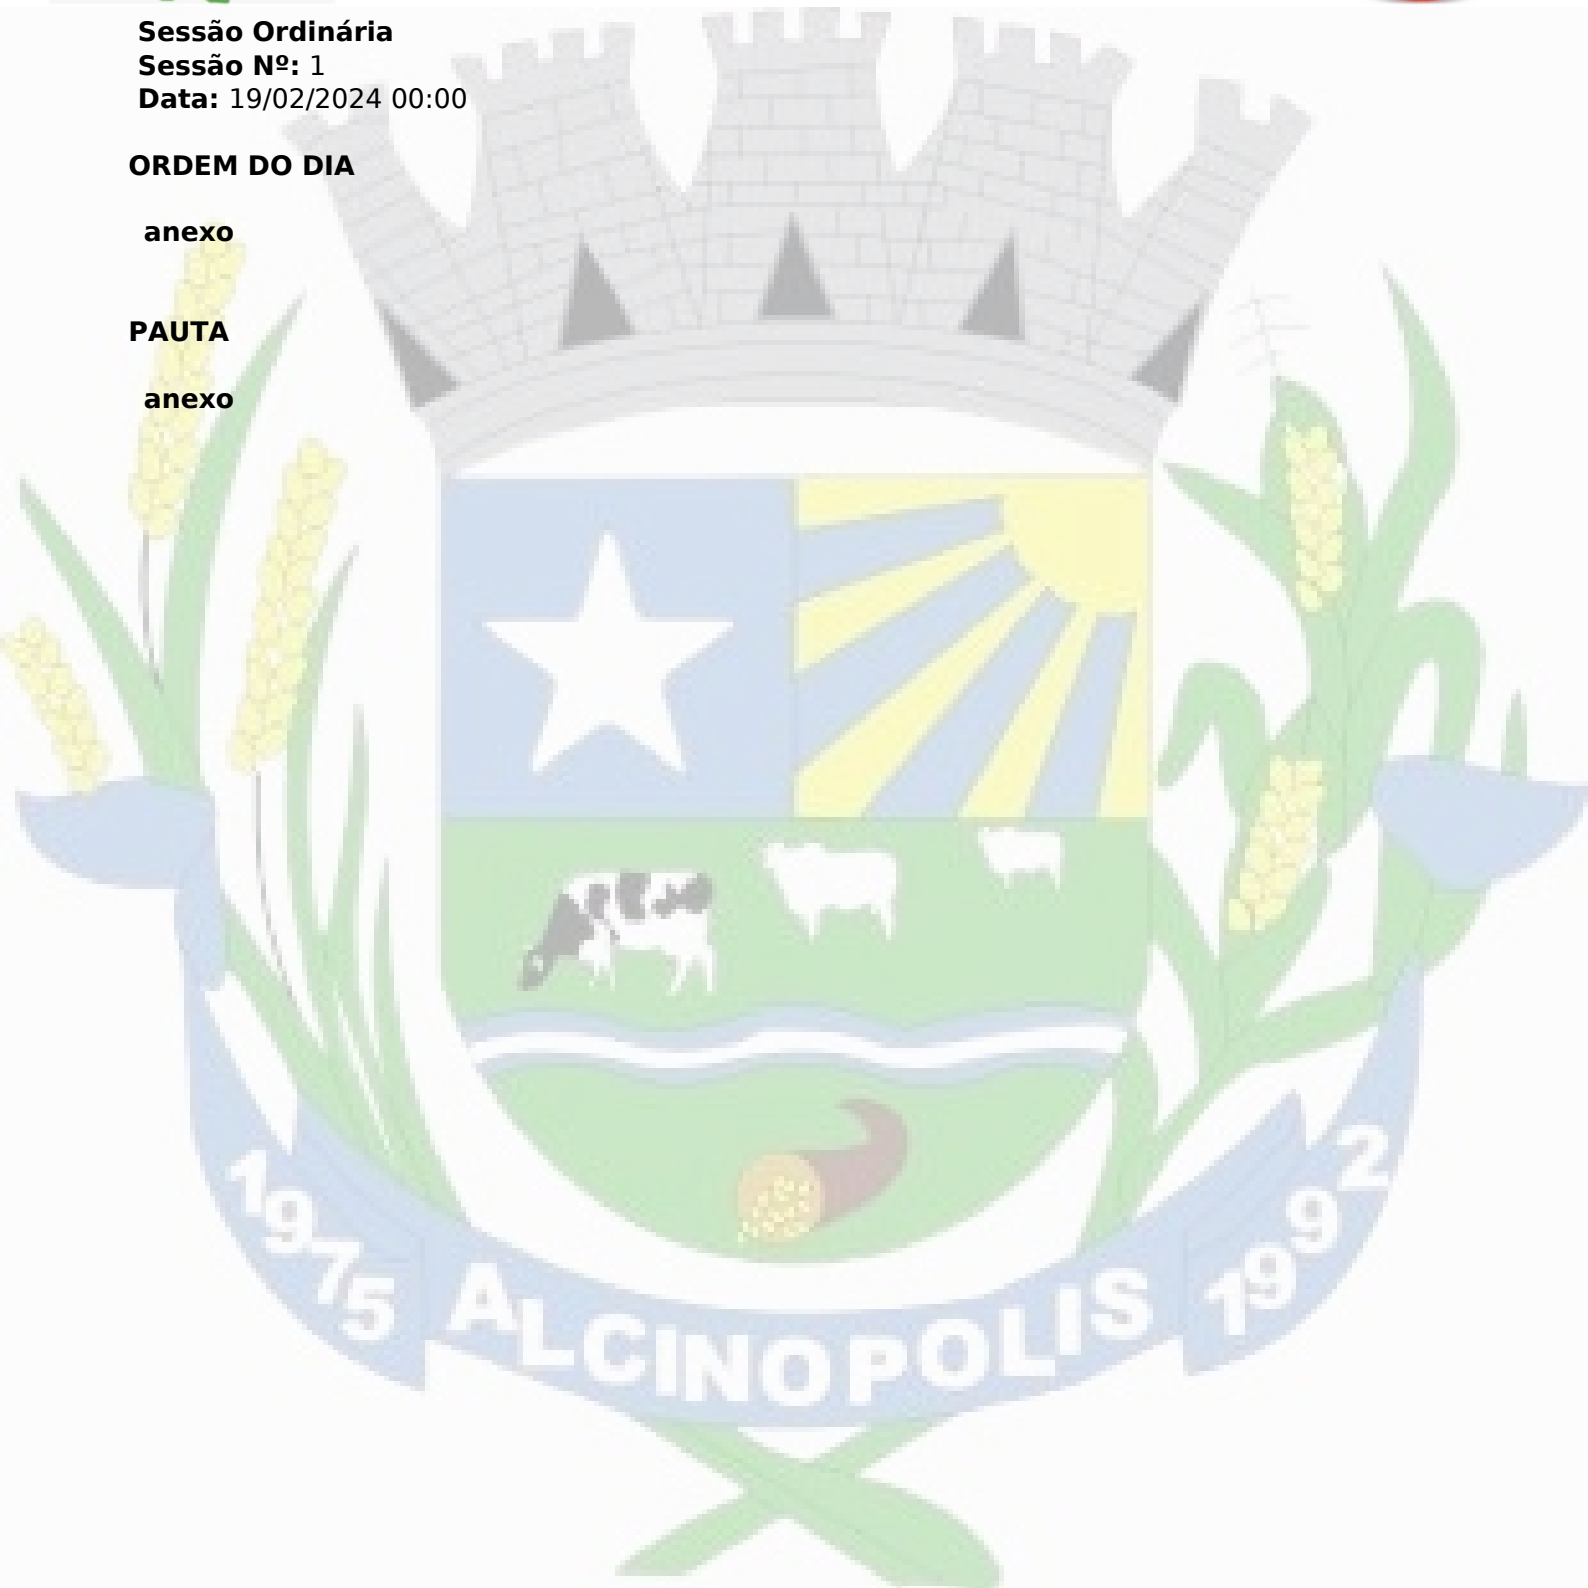 Sessão Ordinária
Sessão Nº: 1
Data: 19/02/2024 00:00
ORDEM DO DIA
anexo
PAUTA
anexo
1975 ALCINOPOLIS 1992